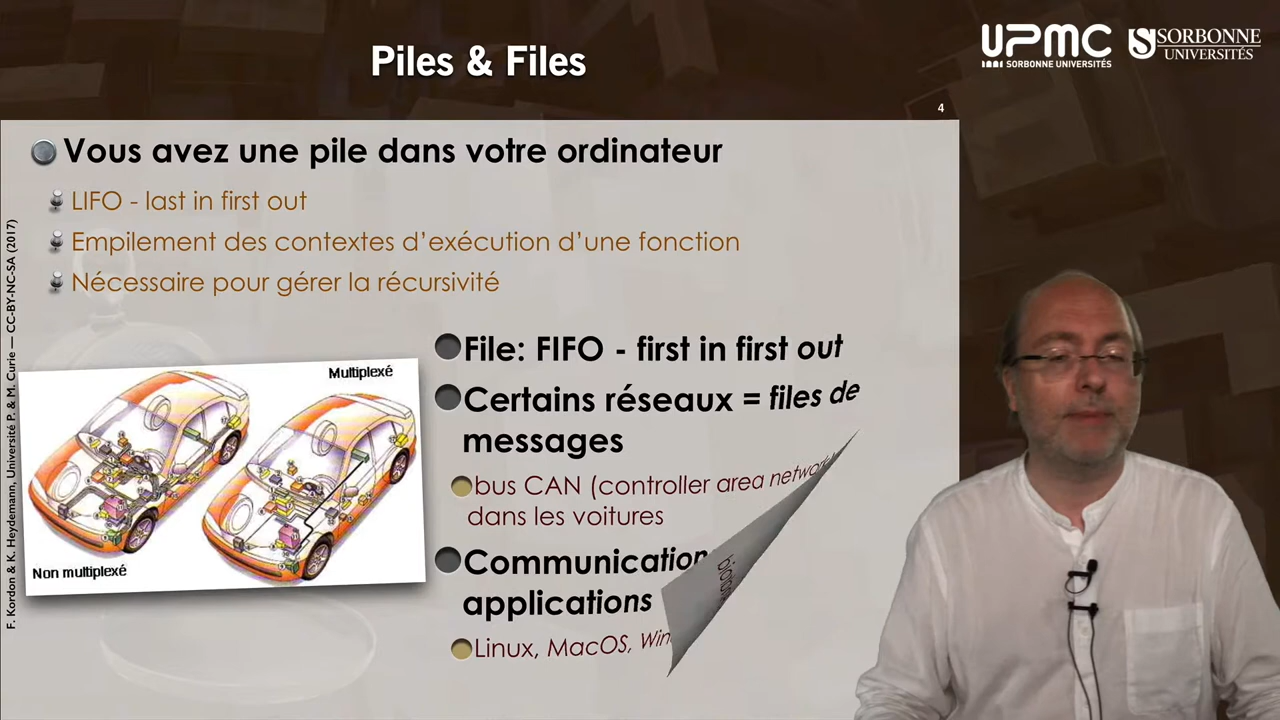 Piles & Files
UPMC
SORBONNE UNIVERSITÉS
SORBONNE
UNIVERSITÉS
4
Vous avez une pile dans votre ordinateur
LIFO - last in first out
Empilement des contextes d’exécution d’une fonction
Nécessaire pour gérer la récursivité
File: FIFO - first in first out
Certains réseaux = files de
messages
bus CAN (controller area network
dans les voitures
Communication
applications
Linux, MacOS, Win
Multiplexé
Non multiplexé
F. Kordon & K. Heydemann, Université P. & M. Curie — CC-BY-NC-SA (2017)